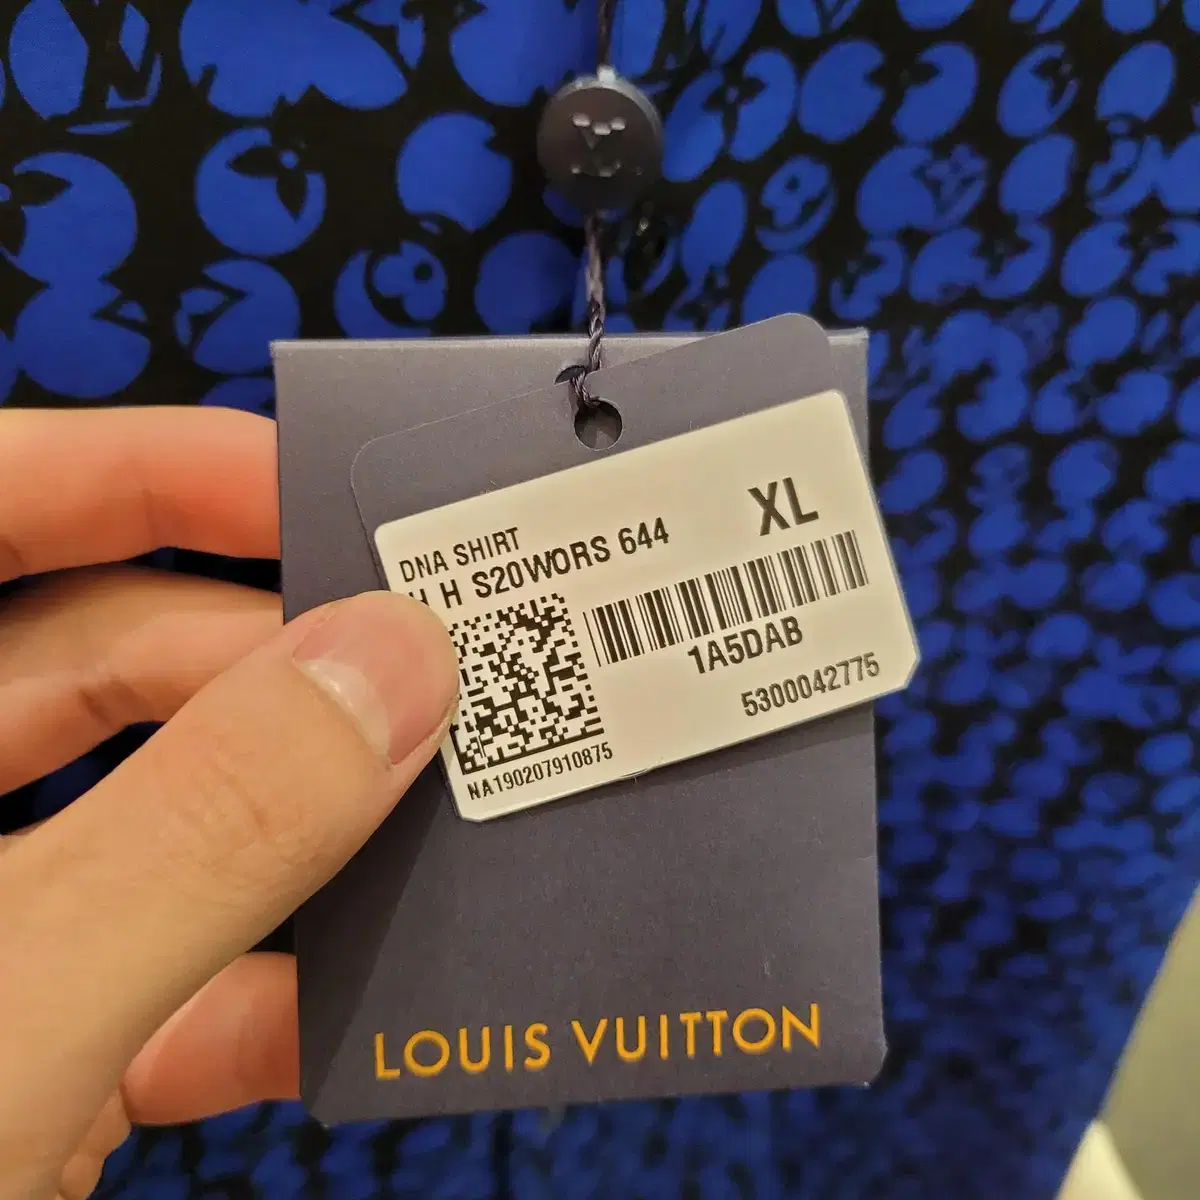 XL
DNA SHIRT
H H S20WORS 644
1A5DAB
5300042775
NA190207910875
LOUIS VUITTON